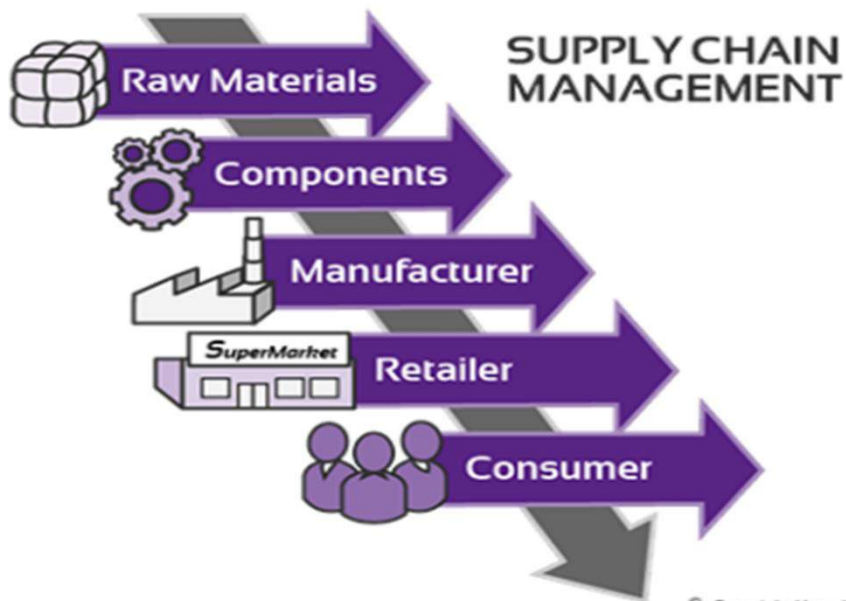 SUPPLY CHAIN
MANAGEMENT
Raw Materials
Components
Manufacturer
SuperMarket
Retailer
Consumer